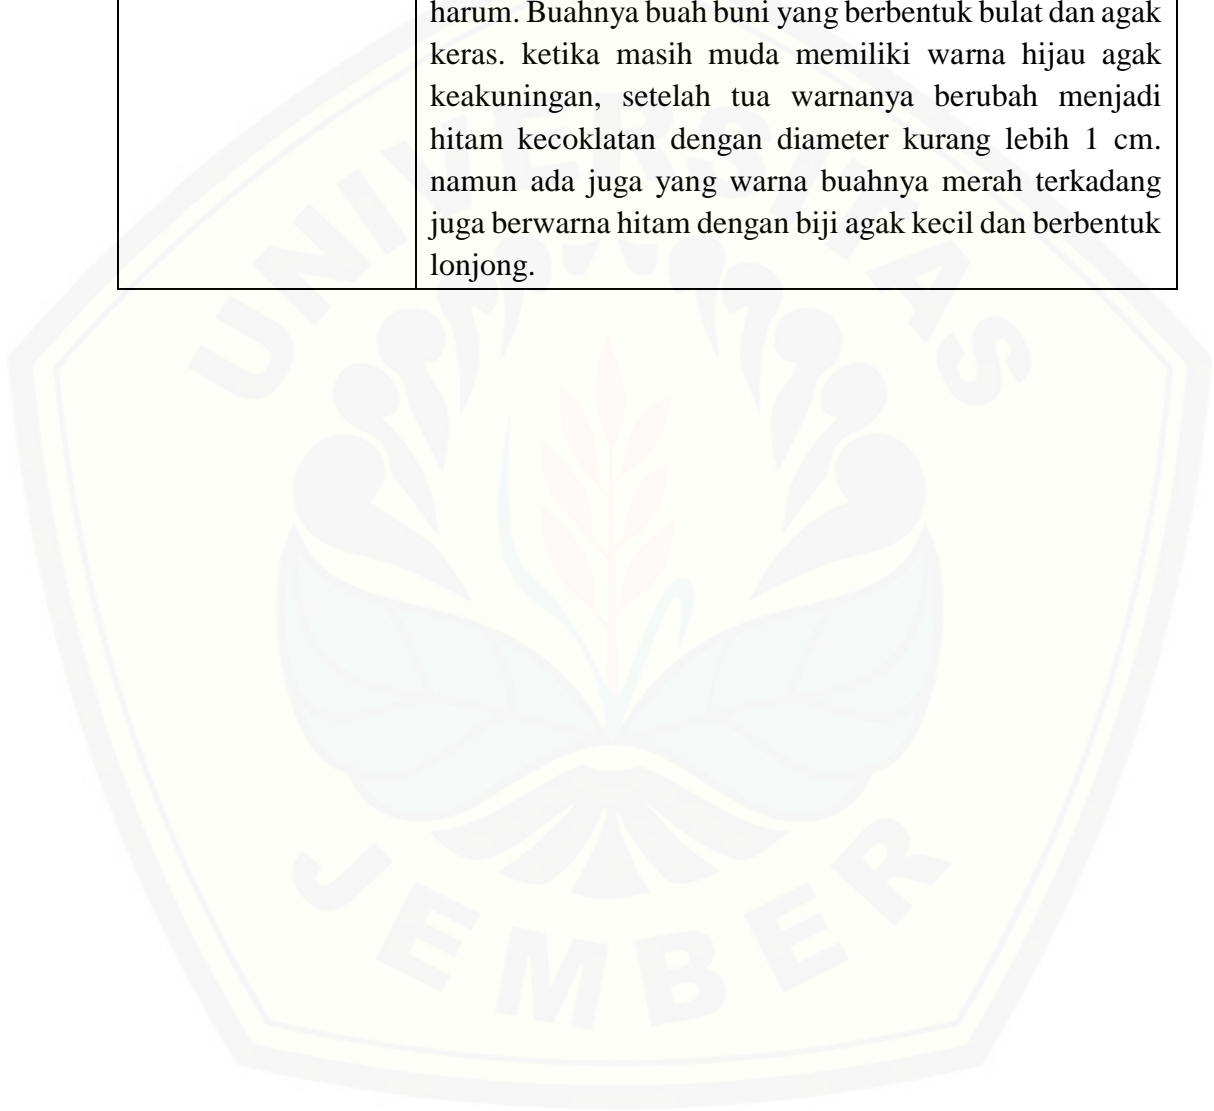 harum. Buahnya buah buni yang berbentuk bulat dan agak
keras. ketika masih muda memiliki warna hijau agak
keakuningan, setelah tua warnanya berubah menjadi
hitam kecoklatan dengan diameter kurang lebih 1 cm.
namun ada juga yang warna buahnya merah terkadang
juga berwarna hitam dengan biji agak kecil dan berbentuk
lonjong.
UNIVERSITAS
JEMBER